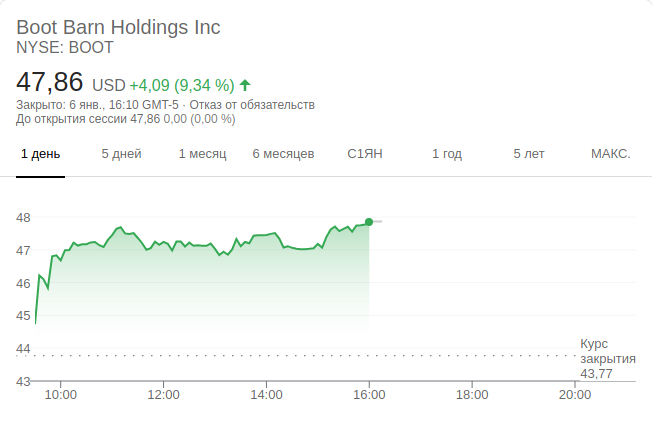 Boot Barn Holdings Inc
NYSE: BOOT
47,86 USD +4,09 (9,34 %)
Закрыто: 6 янв., 16:10 GMT-5 · Отказ от обязательств
До открытия сессии 47,86 0,00 (0,00 %)
1 день 5 дней 1 месяц 6 месяцев С1ЯН 1 год 5 лет МАКС.
48
47
46
45
44
43
Курс
закрытия
43,77
10:00 12:00 14:00 16:00 18:00 20:00